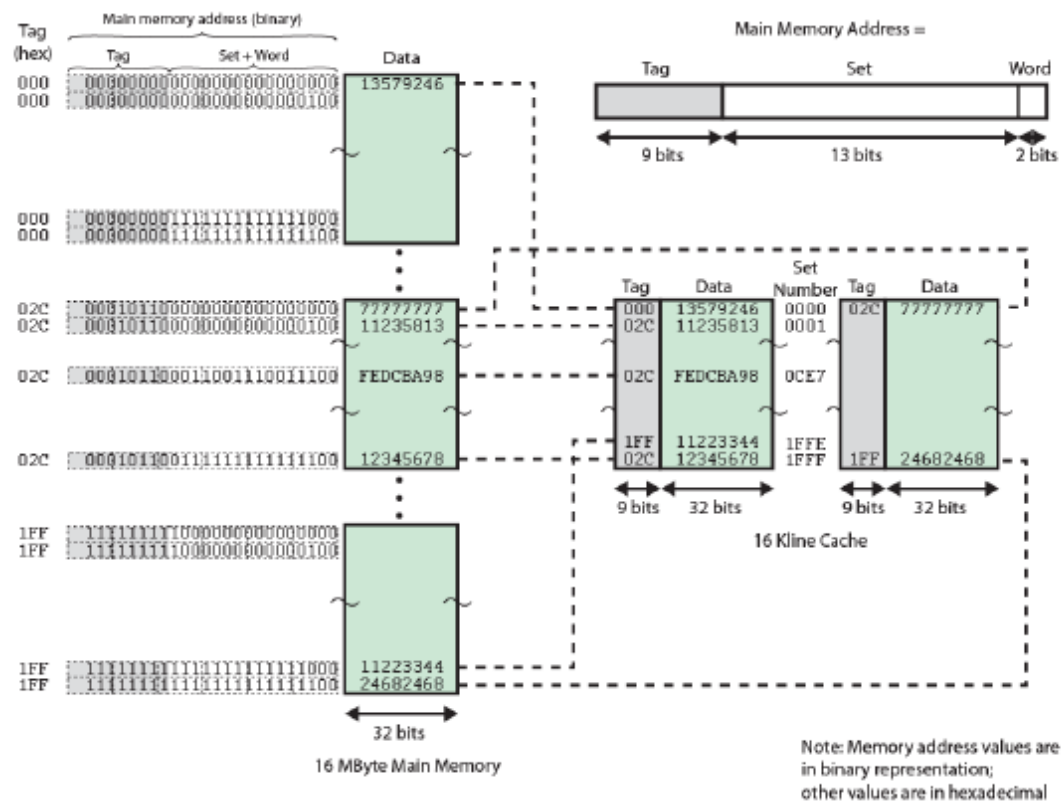 Main memory address (binary)
Tag
(hex)
Tag
Set + Word
Data
000
13579246
000
000
000
02C
77777777
02C
11235813
02C
FEDCBA98
02C
12345678
1FF
1FF
1FF
11223344
1FF
24682468
32 bits
16 MByte Main Memory
Main Memory Address =
Tag
Set
Word
9 bits
13 bits
2 bits
Set
Tag
Data
Number
Tag
Data
000
13579246
0000
02C
77777777
02C
11235813
0001
02C
FEDCBA98
0CE7
1FF
11223344
1FFE
02C
12345678
1FFF
1FF
24682468
9 bits
32 bits
9 bits
32 bits
16 Kline Cache
Note: Memory address values are
in binary representation;
other values are in hexadecimal